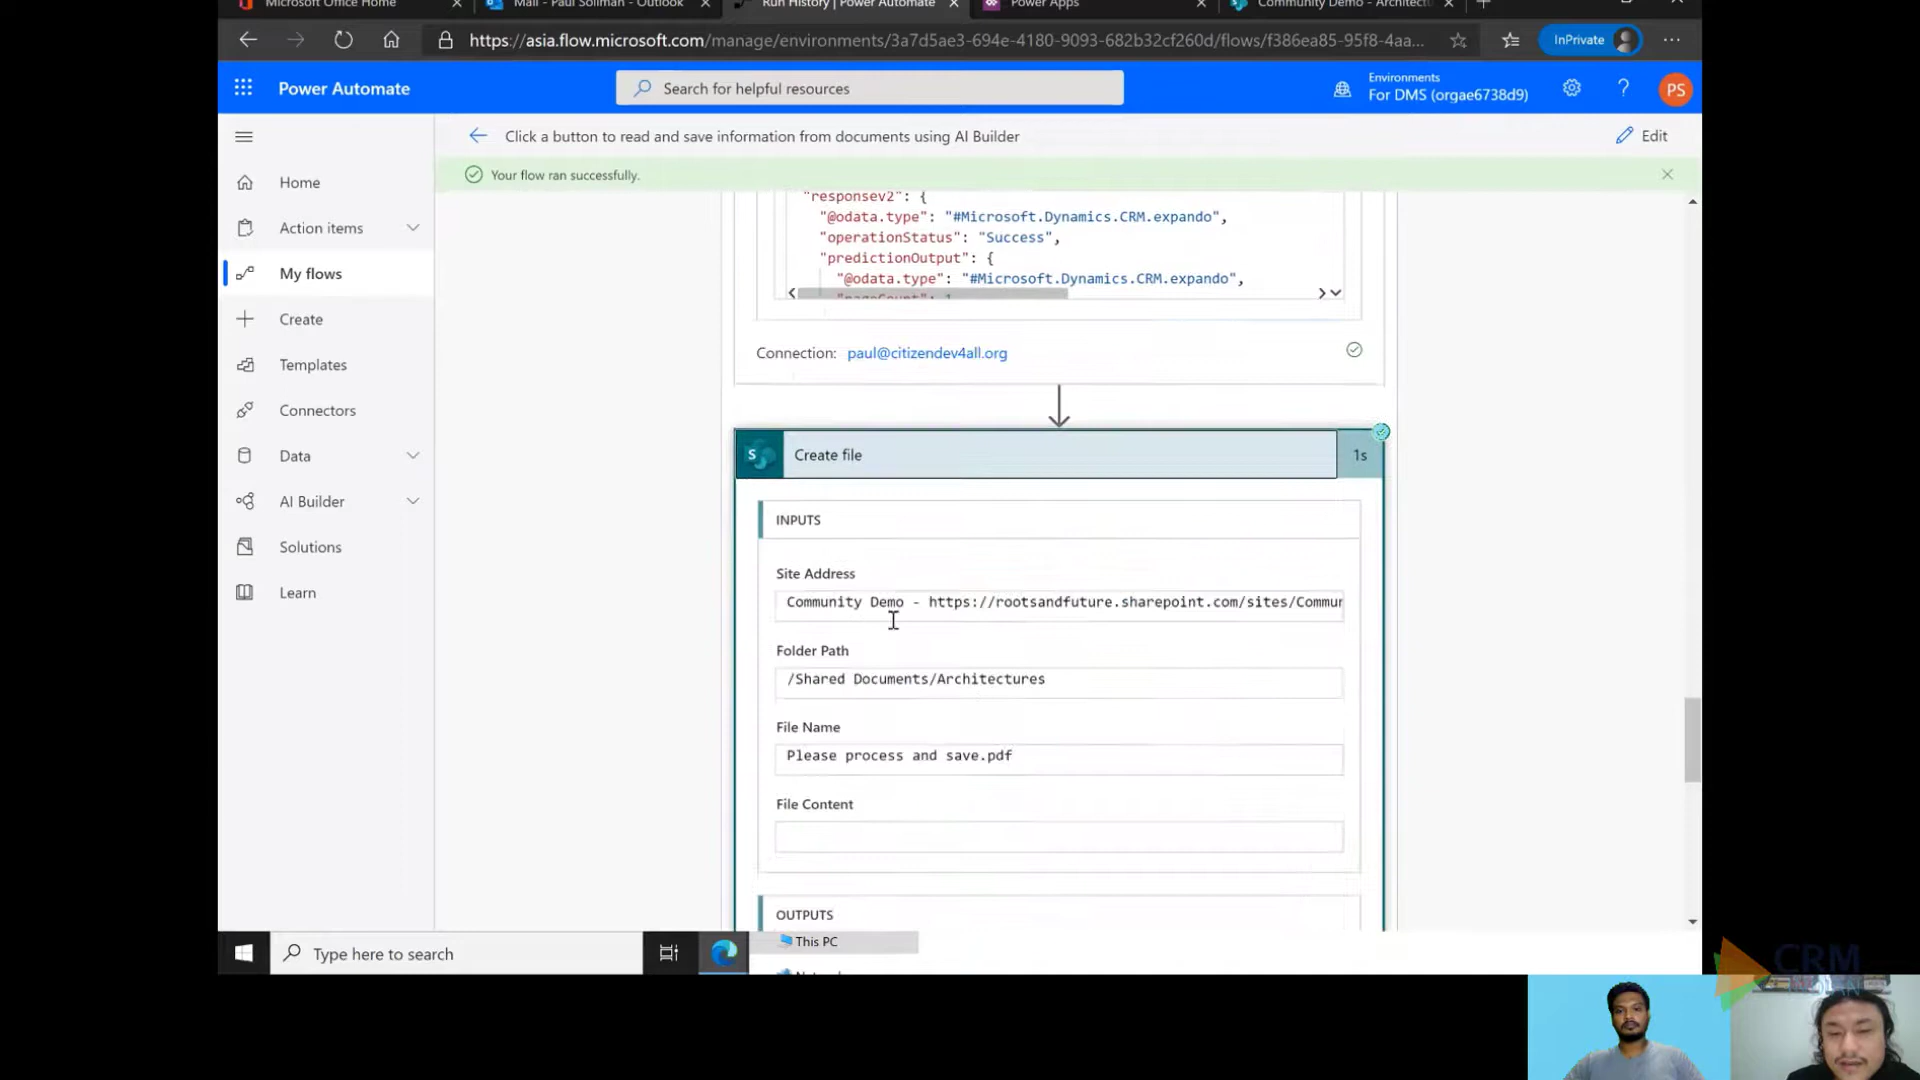 Microsoft Office Home
Mail - Paul Soliman - Outlook
Run History | Power Automate
Power Apps
Community Demo - Architectu
https://asia.flow.microsoft.com/manage/environments/3a7d5ae3-694e-4180-9093-682b32cf260d/flows/f386ea85-95f8-4aa...
InPrivate
Power Automate
Search for helpful resources
Environments
For DMS (orgae6738d9)
?
PS
Click a button to read and save information from documents using AI Builder
Edit
Your flow ran successfully.
Home
Action items
My flows
Create
Templates
Connectors
Data
AI Builder
Solutions
Learn
"responsev2": {
"@odata.type": "#Microsoft.Dynamics.CRM.expando",
"operationStatus": "Success",
"predictionOutput": {
"@odata.type": "#Microsoft.Dynamics.CRM.expando",
"pageCount": 1
Connection: paul@citizendev4all.org
S
Create file
1s
INPUTS
Site Address
Community Demo - https://rootsandfuture.sharepoint.com/sites/Commur
Folder Path
/Shared Documents/Architectures
File Name
Please process and save.pdf
File Content
OUTPUTS
This PC
Type here to search
CRM